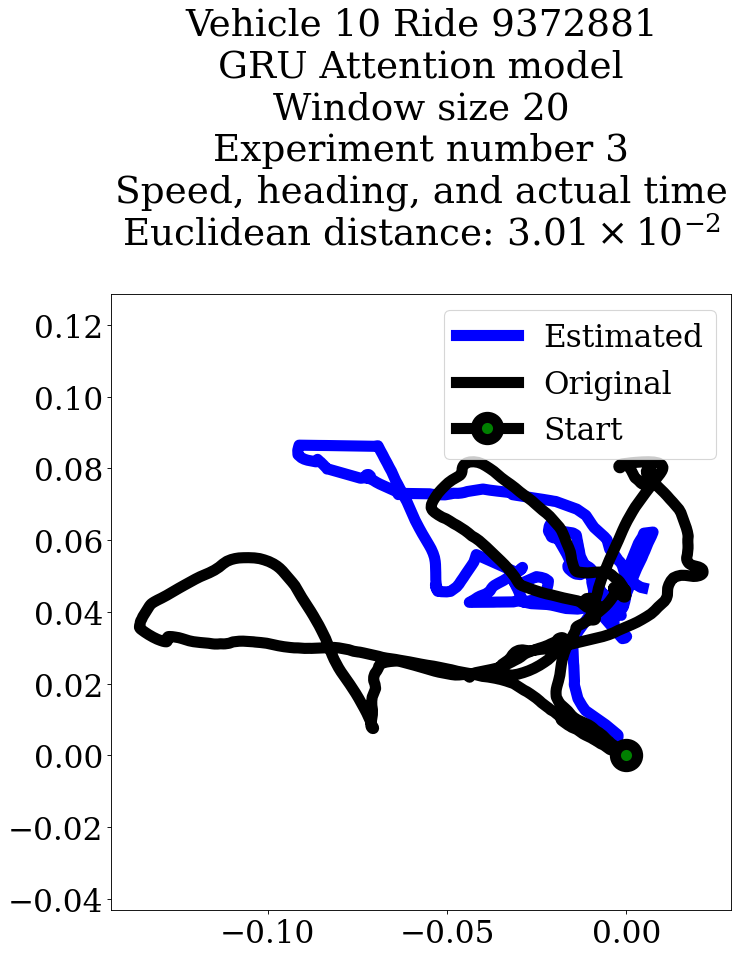 Vehicle 10 Ride 9372881
GRU Attention model
Window size 20
Experiment number 3
Speed, heading, and actual time
Euclidean distance: 3.01 × 10⁻²
Estimated
Original
Start
0.12
0.10
0.08
0.06
0.04
0.02
0.00
−0.02
−0.04
−0.10
−0.05
0.00